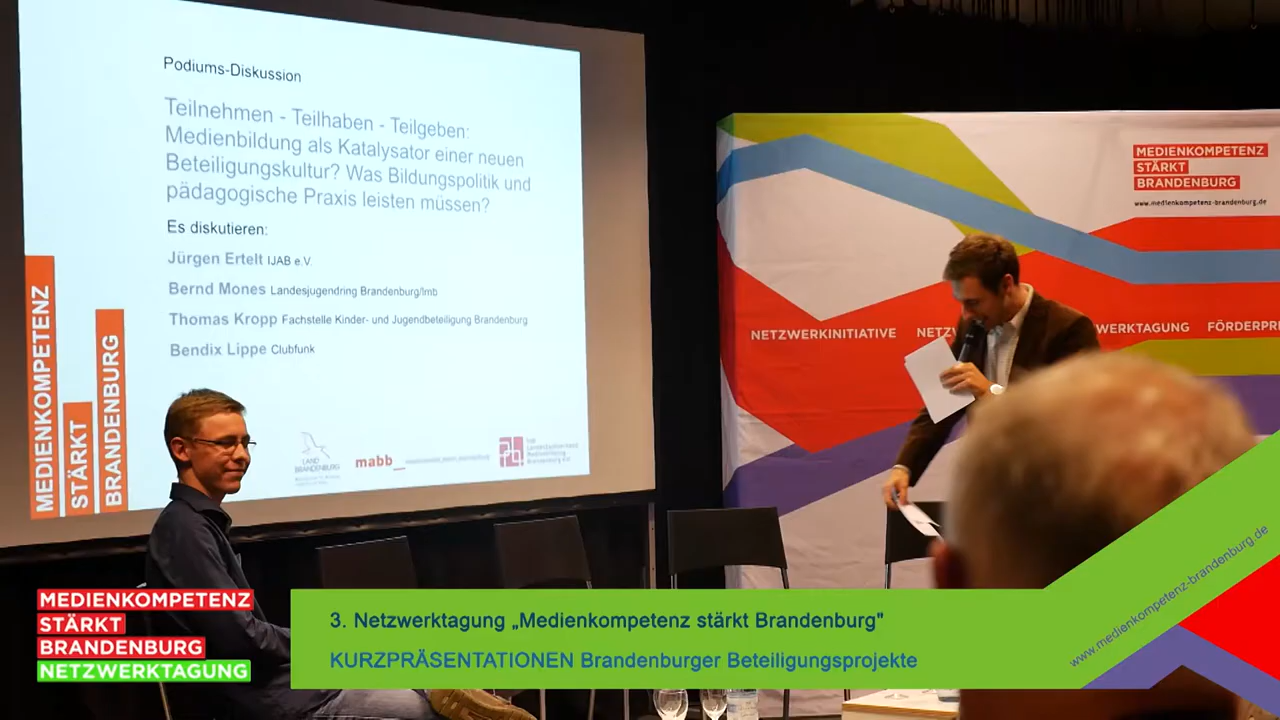 Podiums-Diskussion
Teilnehmen - Teilhaben - Teilgeben:
Medienbildung als Katalysator einer neuen
Beteiligungskultur? Was Bildungspolitik und
pädagogische Praxis leisten müssen?
Es diskutieren:
Jürgen Ertelt IJAB e.V.
Bernd Mones Landesjugendring Brandenburg/lmb
Thomas Kropp Fachstelle Kinder- und Jugendbeteiligung Brandenburg
Bendix Lippe Clubfunk
MEDIENKOMPETENZ
STÄRKT
BRANDENBURG
LAND
BRANDENBURG
mabb_
MEDIENKOMPETENZ
STÄRKT
BRANDENBURG
www.medienkompetenz-brandenburg.de
NETZWERKINITIATIVE
FÖRDERPR
MEDIENKOMPETENZ
STÄRKT
BRANDENBURG
NETZWERKTAGUNG
3. Netzwerktagung „Medienkompetenz stärkt Brandenburg"
KURZPRÄSENTATIONEN Brandenburger Beteiligungsprojekte
www.medienkompetenz-brandenburg.de